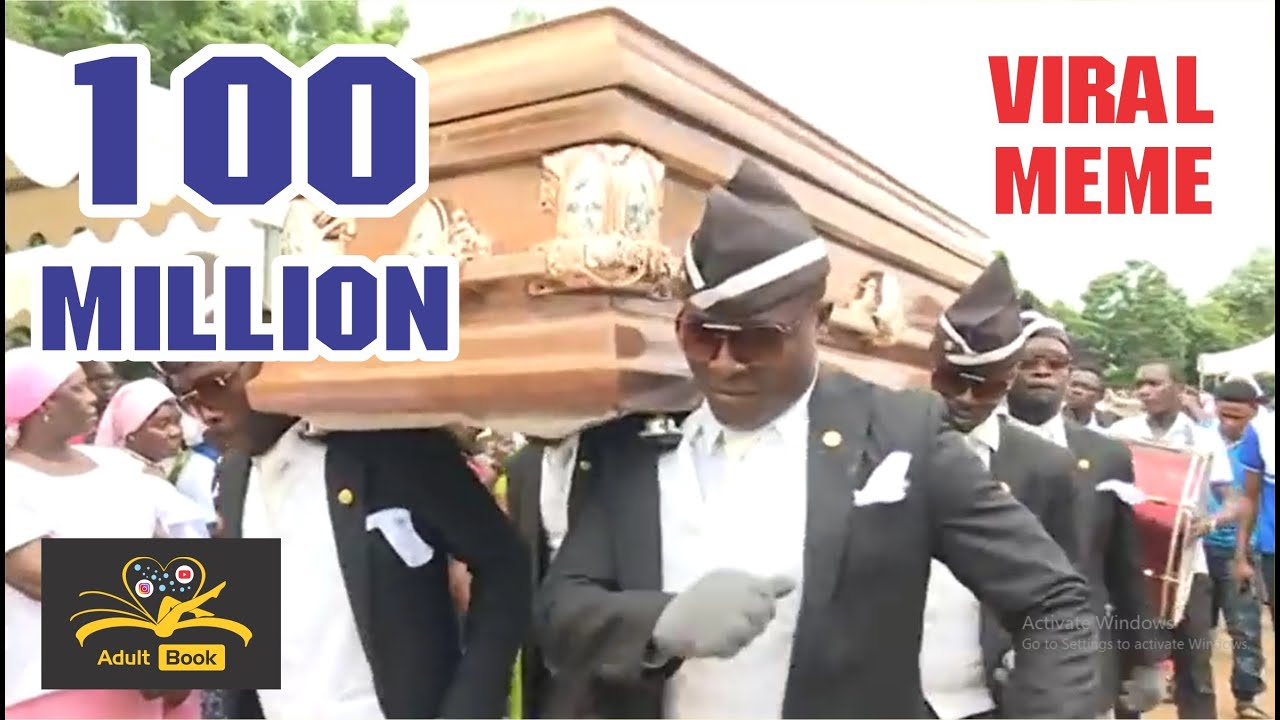 100
MILLION
VIRAL
MEME
Adult Book
Activate Windows
Go to Settings to activate Windows.